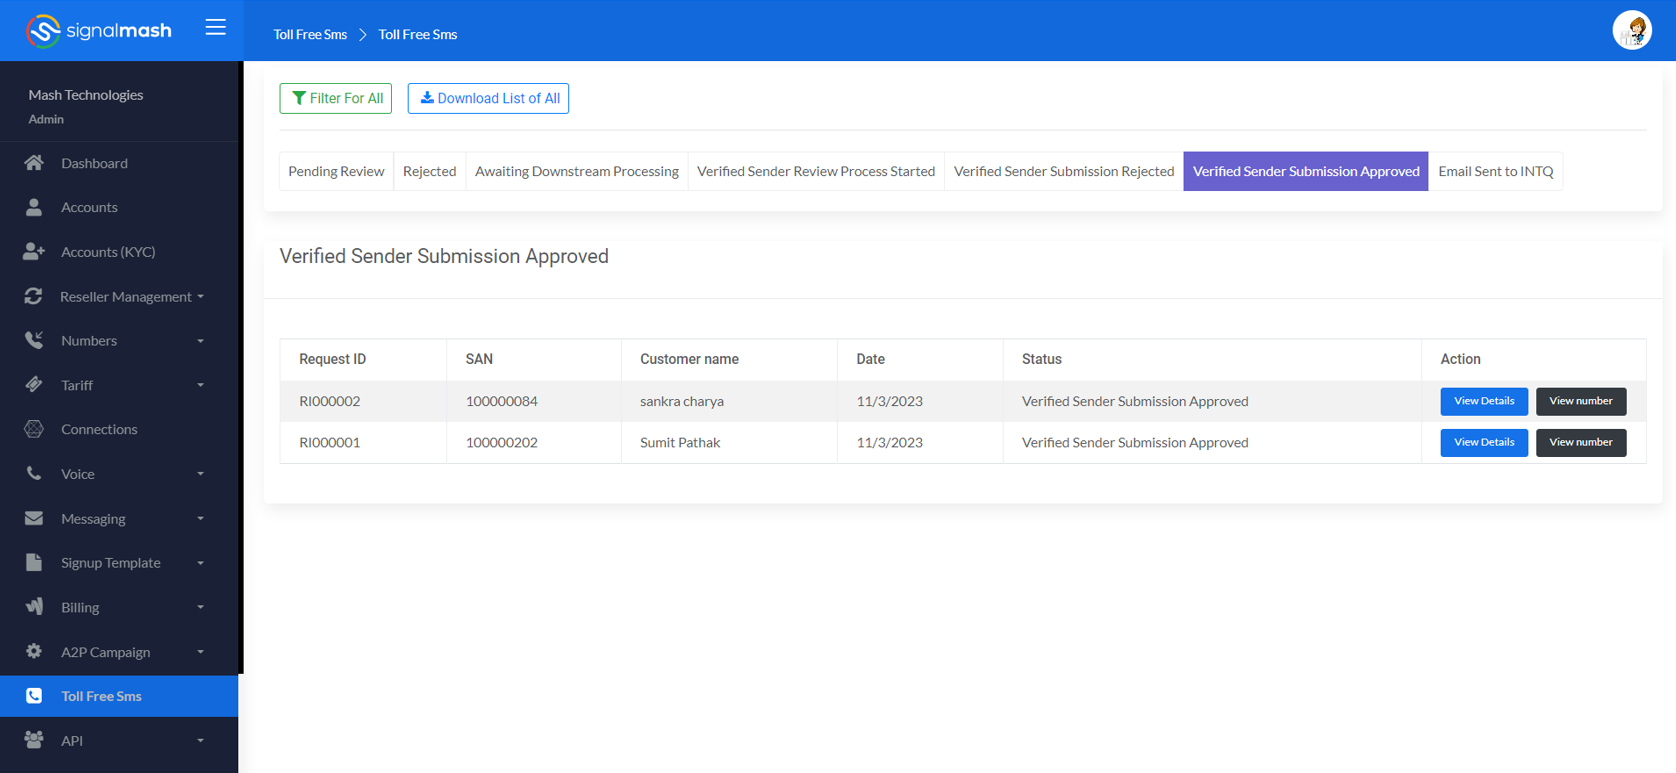 signalmash
Toll Free Sms > Toll Free Sms
Mash Technologies
Admin
Dashboard
Accounts
Accounts (KYC)
Reseller Management
Numbers
Tariff
Connections
Voice
Messaging
Signup Template
Billing
A2P Campaign
Toll Free Sms
API
Filter For All
Download List of All
Pending Review Rejected Awaiting Downstream Processing Verified Sender Review Process Started Verified Sender Submission Rejected Verified Sender Submission Approved Email Sent to INTQ
Verified Sender Submission Approved
Request ID SAN Customer name Date Status Action
RI000002 100000084 sankra charya 11/3/2023 Verified Sender Submission Approved View Details View number
RI000001 100000202 Sumit Pathak 11/3/2023 Verified Sender Submission Approved View Details View number